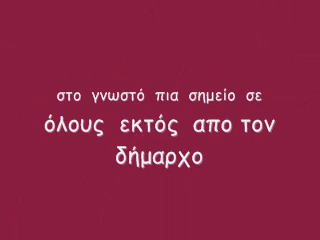 στο γνωστό πια σημείο σε
όλους εκτός απο τον
δήμαρχο